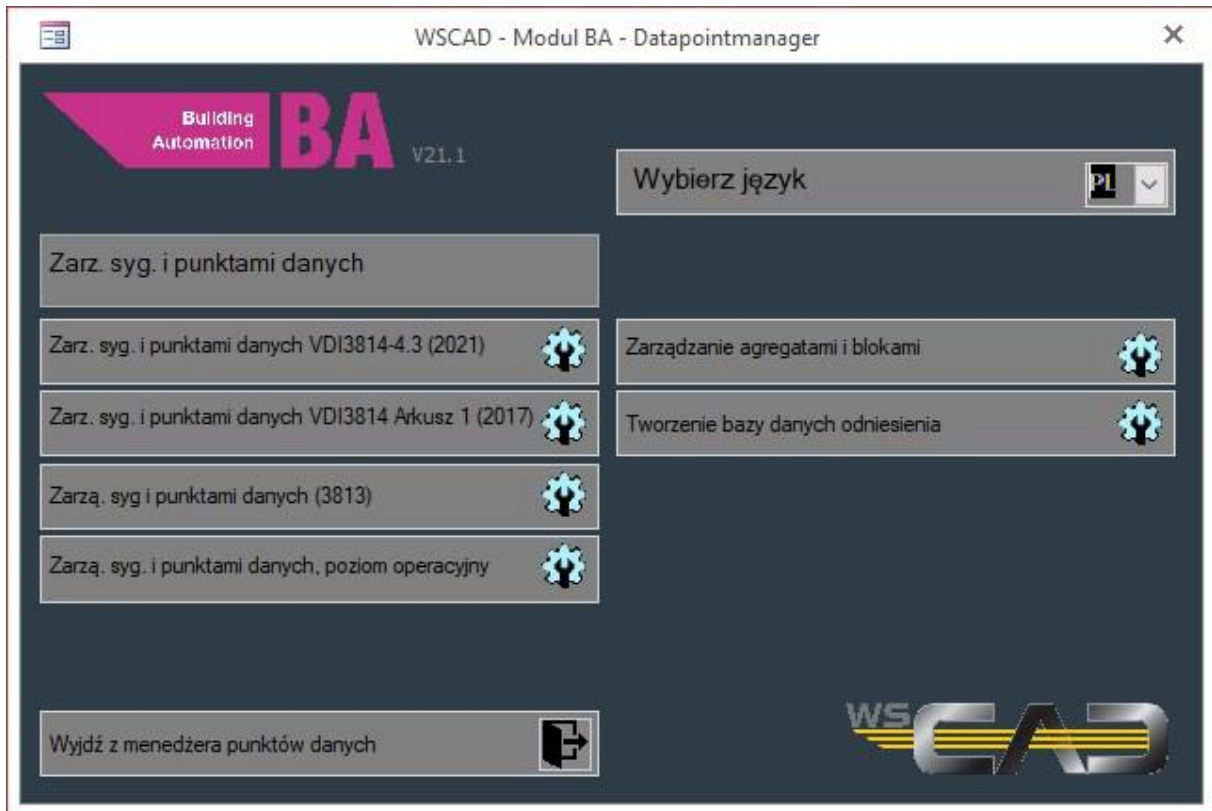 WSCAD - Modul BA - Datapointmanager
Building
Automation
BA
V21.1
Wybierz język
PL
Zarz. syg. i punktami danych
Zarz. syg. i punktami danych VDI3814-4.3 (2021)
Zarządzanie agregatami i blokami
Zarz. syg. i punktami danych VDI3814 Arkusz 1 (2017)
Tworzenie bazy danych odniesienia
Zarzą. syg i punktami danych (3813)
Zarzą. syg. i punktami danych, poziom operacyjny
Wyjdź z menedżera punktów danych
WS
CAD